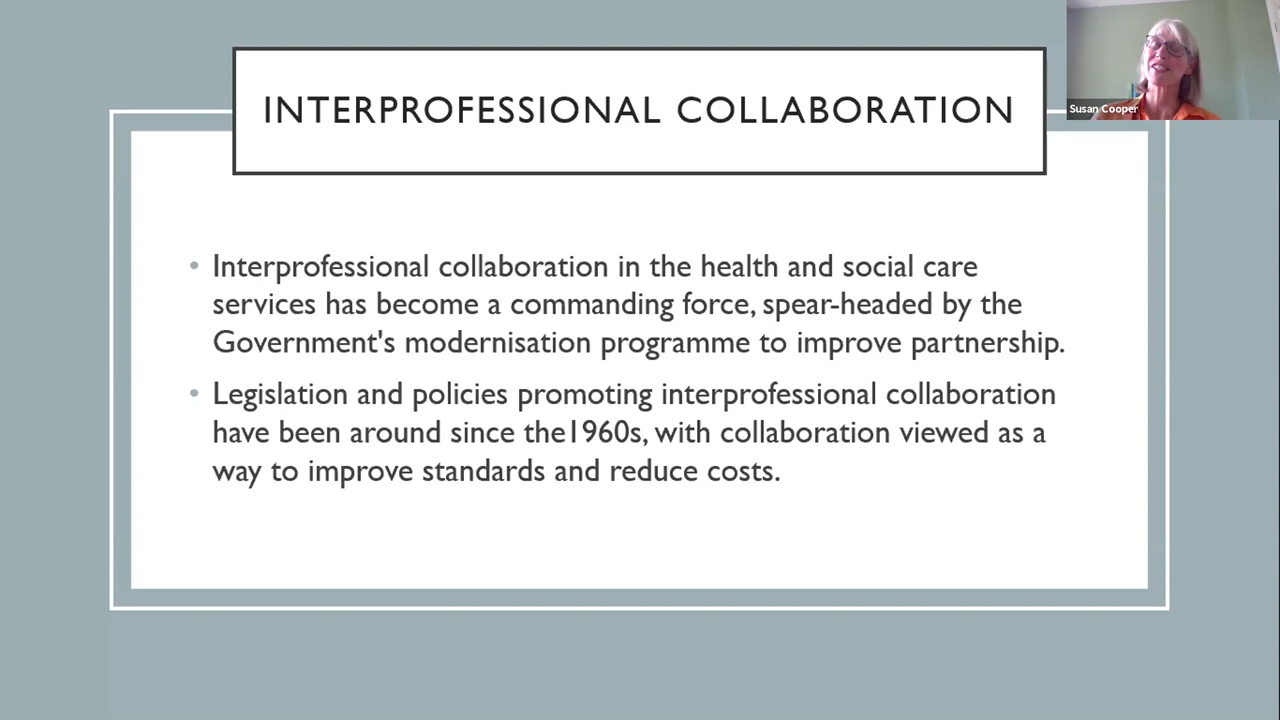 INTERPROFESSIONAL COLLABORATION
Susan Cooper
• Interprofessional collaboration in the health and social care
services has become a commanding force, spear-headed by the
Government's modernisation programme to improve partnership.
• Legislation and policies promoting interprofessional collaboration
have been around since the1960s, with collaboration viewed as a
way to improve standards and reduce costs.